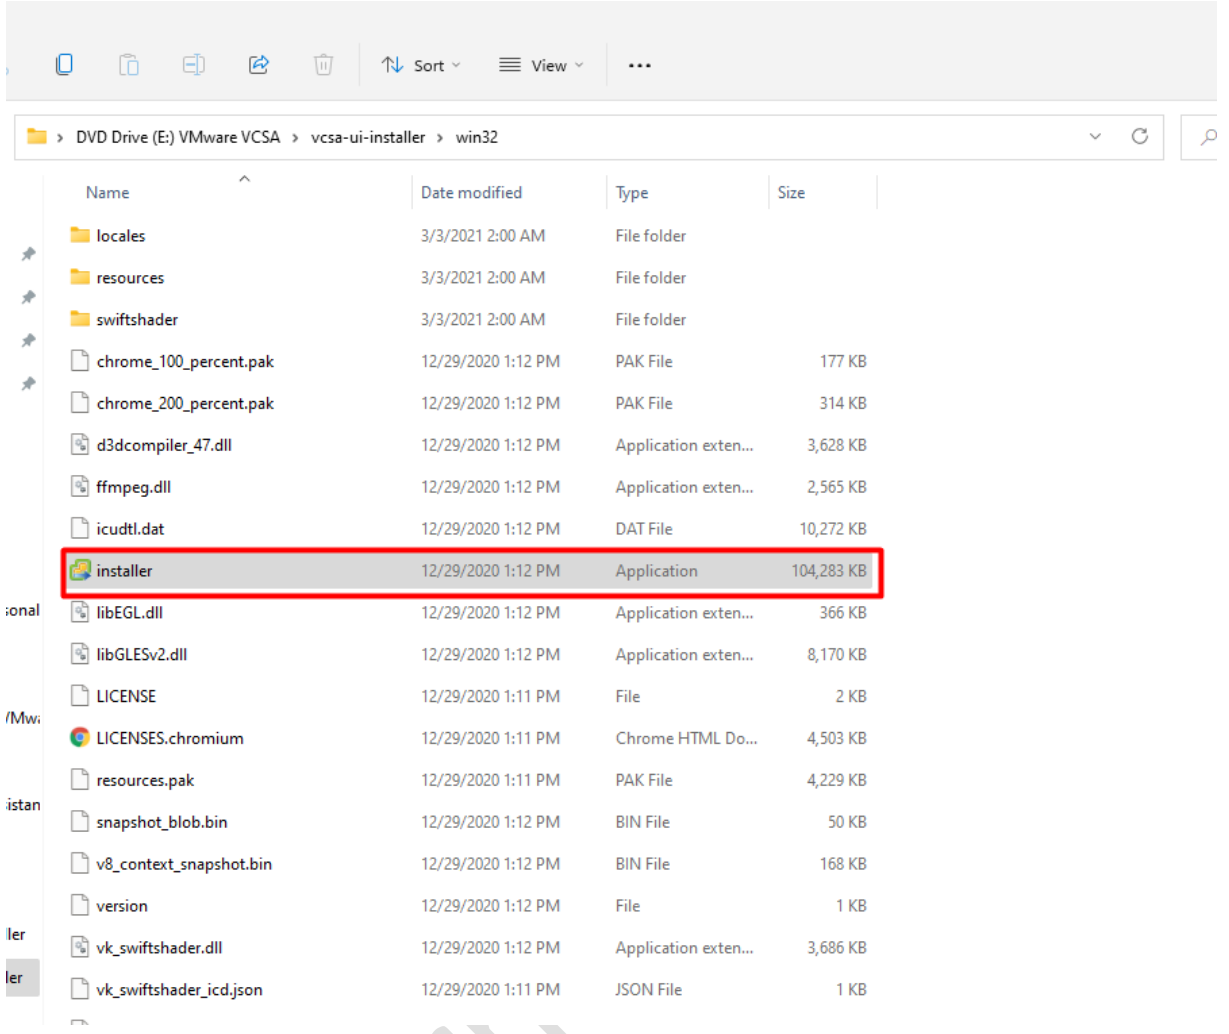 Sort View •••
DVD Drive (E:) VMware VCSA > vcsa-ui-installer > win32
Name Date modified Type Size
locales 3/3/2021 2:00 AM File folder
resources 3/3/2021 2:00 AM File folder
swiftshader 3/3/2021 2:00 AM File folder
chrome_100_percent.pak 12/29/2020 1:12 PM PAK File 177 KB
chrome_200_percent.pak 12/29/2020 1:12 PM PAK File 314 KB
d3dcompiler_47.dll 12/29/2020 1:12 PM Application exten... 3,628 KB
ffmpeg.dll 12/29/2020 1:12 PM Application exten... 2,565 KB
icudtl.dat 12/29/2020 1:12 PM DAT File 10,272 KB
installer 12/29/2020 1:12 PM Application 104,283 KB
sonal libEGL.dll 12/29/2020 1:12 PM Application exten... 366 KB
libGLESv2.dll 12/29/2020 1:12 PM Application exten... 8,170 KB
LICENSE 12/29/2020 1:11 PM File 2 KB
LICENSES.chromium 12/29/2020 1:11 PM Chrome HTML Do... 4,503 KB
resources.pak 12/29/2020 1:11 PM PAK File 4,229 KB
sistan snapshot_blob.bin 12/29/2020 1:12 PM BIN File 50 KB
v8_context_snapshot.bin 12/29/2020 1:12 PM BIN File 168 KB
version 12/29/2020 1:12 PM File 1 KB
ller vk_swiftshader.dll 12/29/2020 1:12 PM Application exten... 3,686 KB
ler vk_swiftshader_icd.json 12/29/2020 1:11 PM JSON File 1 KB